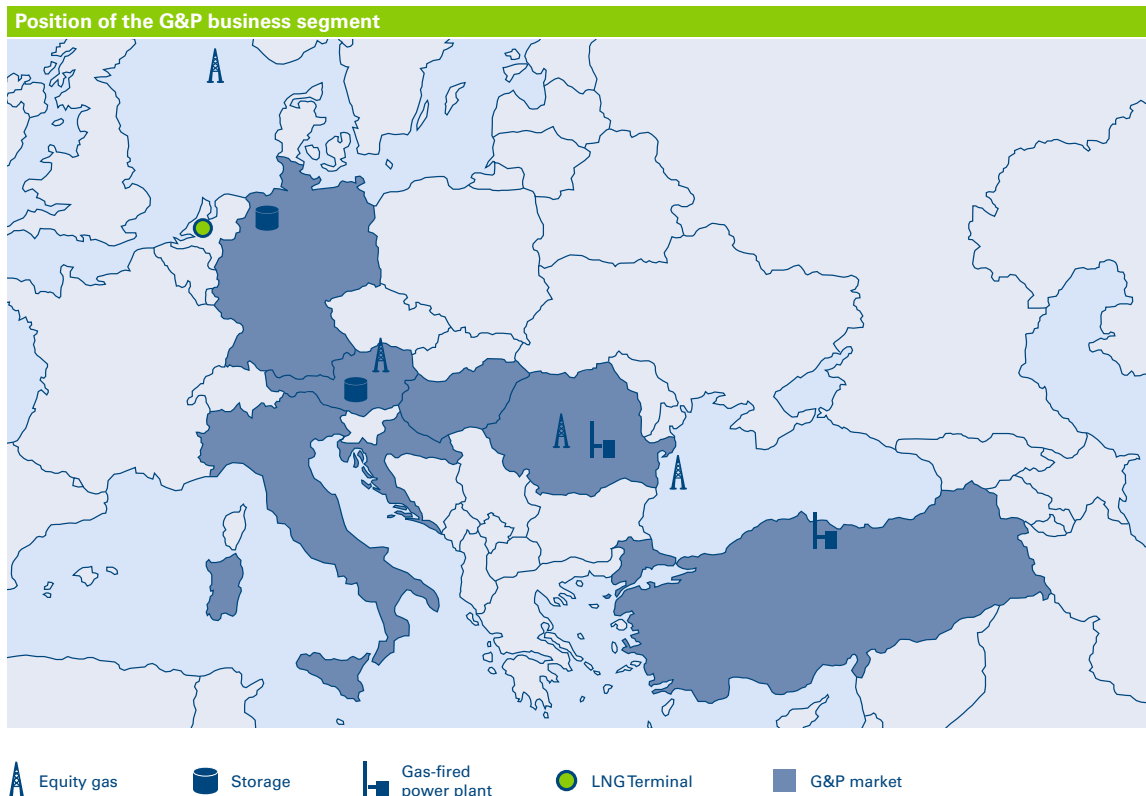 Position of the G&P business segment
Equity gas
Storage
Gas-fired
power plant
LNG Terminal
G&P market